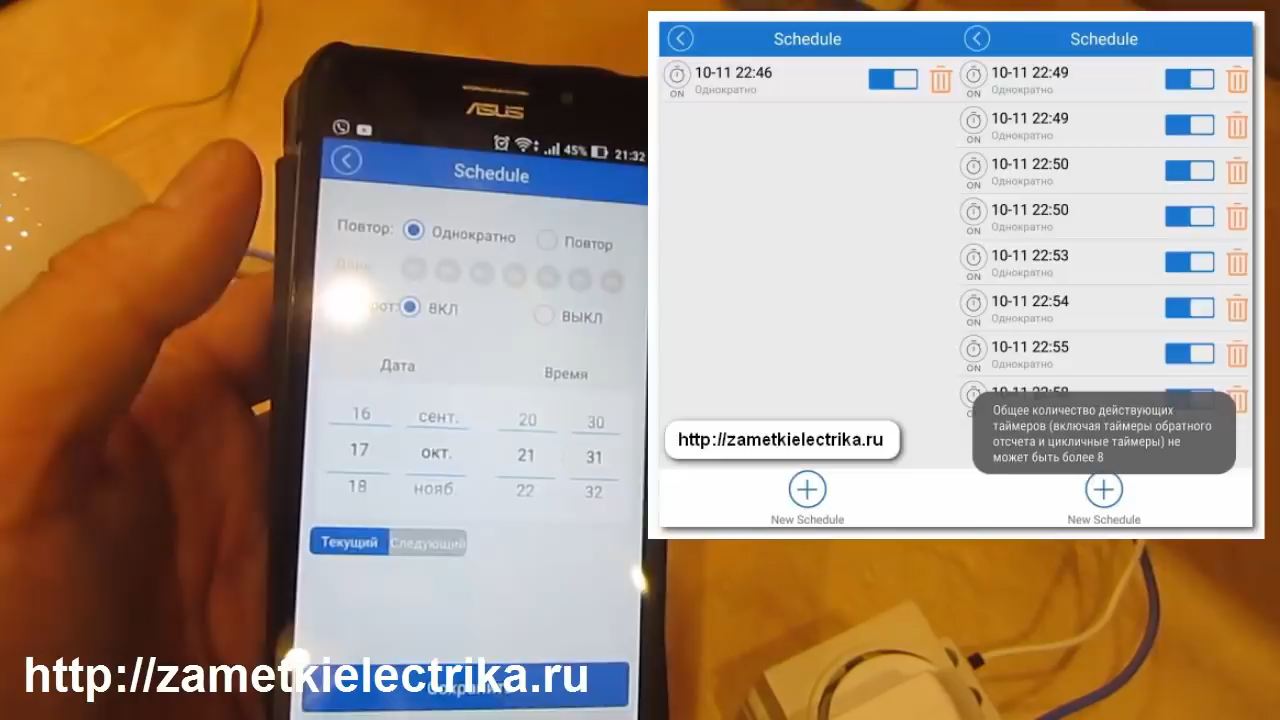 ASUS
45% 21:32
Schedule
Повтор: Однократно Повтор
ВКЛ ВЫКЛ
Дата Время
16 сент. 20 30
17 окт. 21 31
18 нояб. 22 32
Текущий Следующий
http://zametkielectrika.ru
Schedule
10-11 22:46
Однократно
ON
http://zametkielectrika.ru
New Schedule
Schedule
10-11 22:49
Однократно
ON
10-11 22:49
Однократно
ON
10-11 22:50
Однократно
ON
10-11 22:50
Однократно
ON
10-11 22:53
Однократно
ON
10-11 22:54
Однократно
ON
10-11 22:55
Однократно
ON
10-11 22:58
Общее количество действующих
таймеров (включая таймеры обратного
отсчета и цикличные таймеры) не
может быть более 8
New Schedule